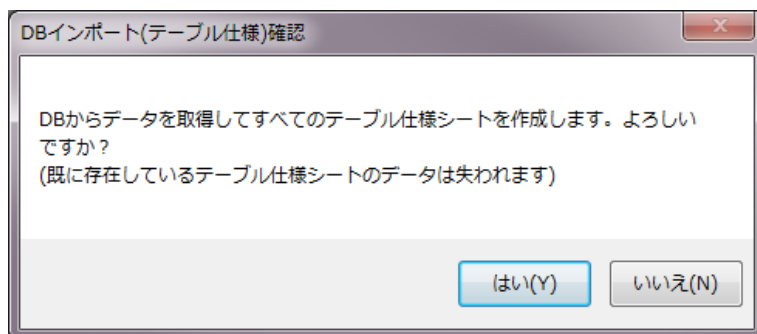 DBインポート(テーブル仕様)確認
DBからデータを取得してすべてのテーブル仕様シートを作成します。よろしい
ですか？
(既に存在しているテーブル仕様シートのデータは失われます)
はい(Y)
いいえ(N)